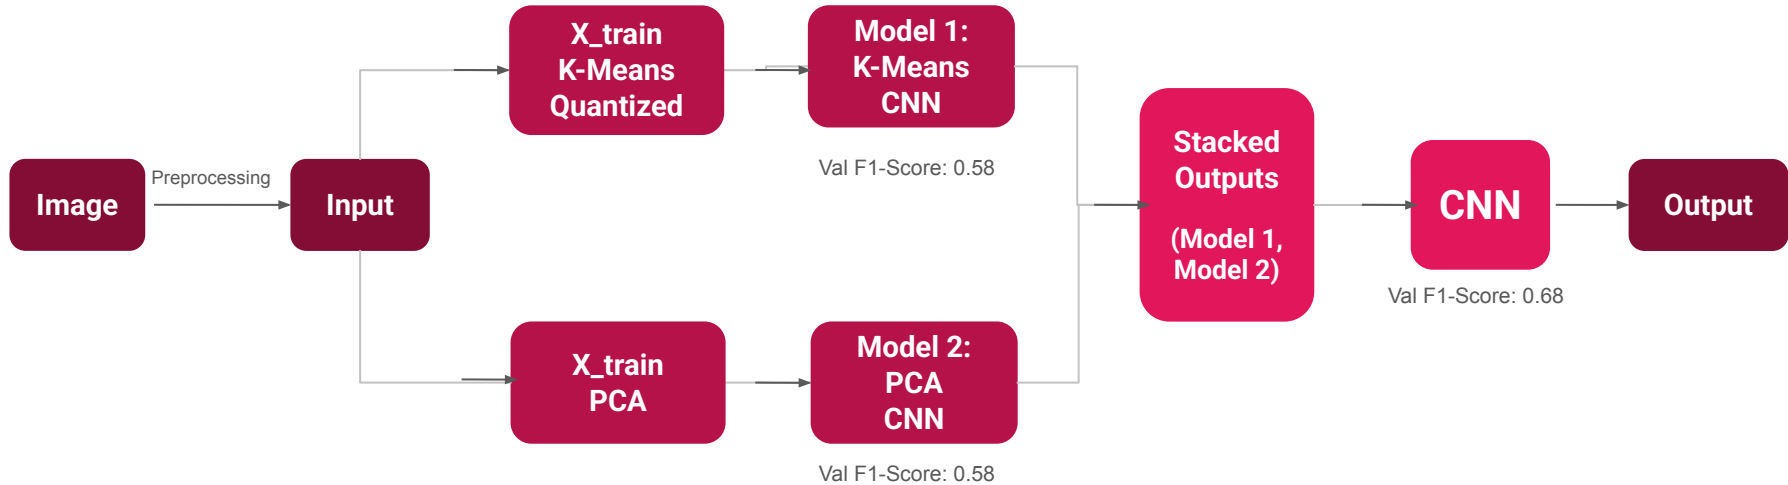 Image
Preprocessing
Input
X_train
K-Means
Quantized
Model 1:
K-Means
CNN
Val F1-Score: 0.58
X_train
PCA
Model 2:
PCA
CNN
Val F1-Score: 0.58
Stacked
Outputs
(Model 1,
Model 2)
CNN
Val F1-Score: 0.68
Output